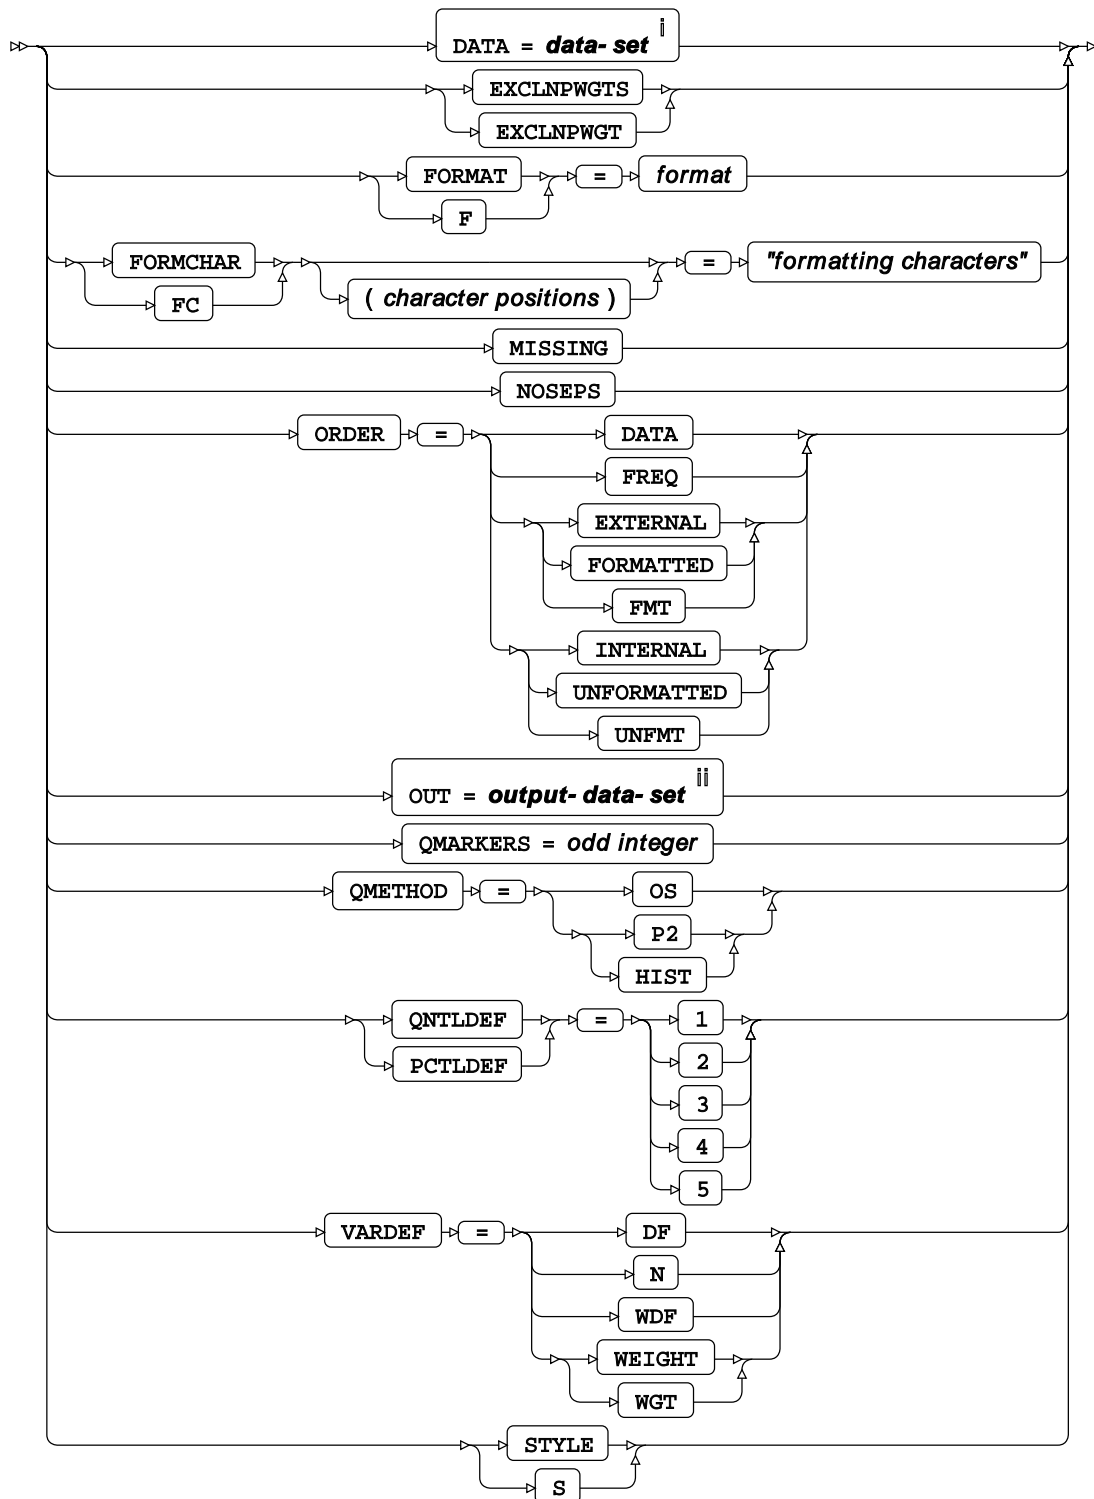 DATA = data- set i
EXCLNPWGTS
EXCLNPWGT
FORMAT = format
F
FORMCHAR = "formatting characters"
FC ( character positions )
MISSING
NOSEPS
ORDER = DATA
FREQ
EXTERNAL
FORMATTED
FMT
INTERNAL
UNFORMATTED
UNFMT
OUT = output- data- set ii
QMARKERS = odd integer
QMETHOD = OS
P2
HIST
QNTLDEF = 1
PCTLDEF 2
3
4
5
VARDEF = DF
N
WDF
WEIGHT
WGT
STYLE
S